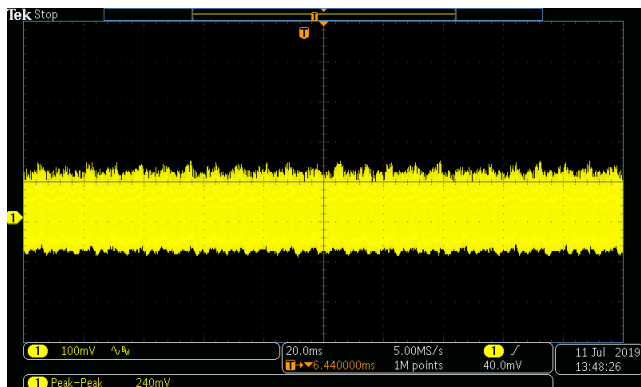 Tek Stop
T
T
1
1 100mV
20.0ms 5.00MS/s 1
T→▼6.440000ms 1M points 40.0mV
11 Jul 2019
13:48:26
1 Peak-Peak 240mV